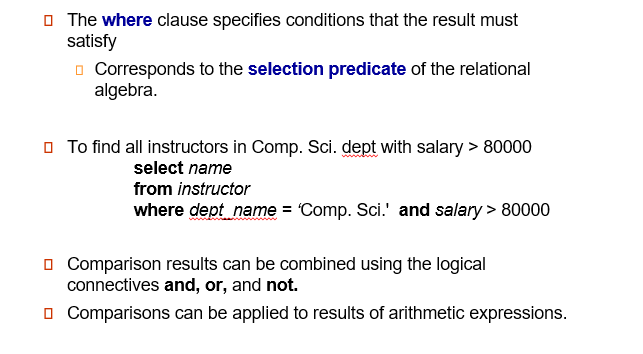 The where clause specifies conditions that the result must
satisfy
Corresponds to the selection predicate of the relational
algebra.
To find all instructors in Comp. Sci. dept with salary > 80000
select name
from instructor
where dept_name = ‘Comp. Sci.' and salary > 80000
Comparison results can be combined using the logical
connectives and, or, and not.
Comparisons can be applied to results of arithmetic expressions.